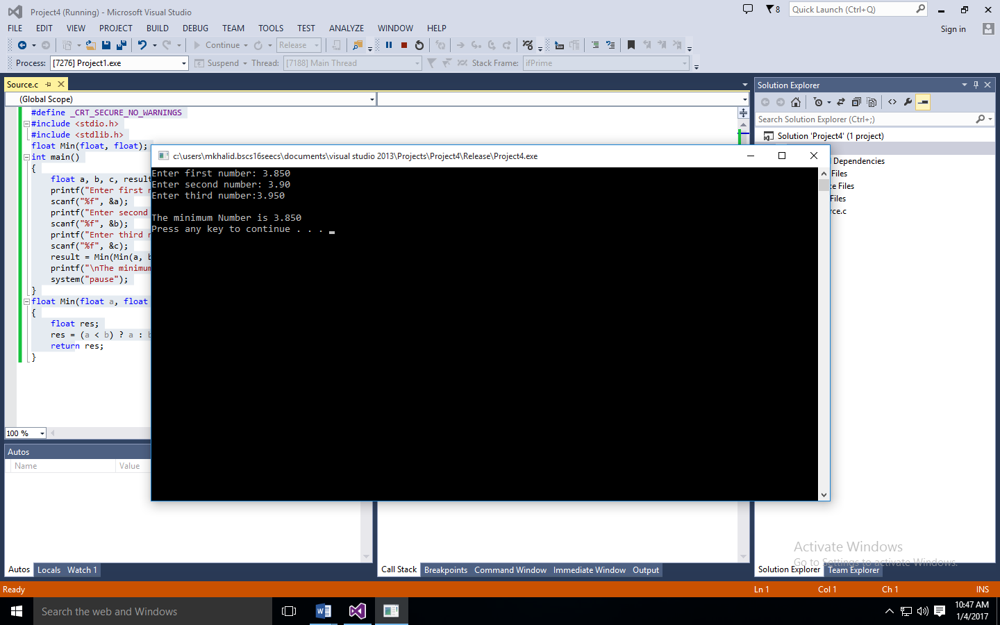 Project4 (Running) - Microsoft Visual Studio
8
Quick Launch (Ctrl+Q)
FILE EDIT VIEW PROJECT BUILD DEBUG TEAM TOOLS TEST ANALYZE WINDOW HELP
Sign in
Continue Release
Process: [7276] Project1.exe Suspend Thread: [7188] Main Thread Stack Frame: ifPrime
Source.c
(Global Scope)
#define _CRT_SECURE_NO_WARNINGS
#include <stdio.h>
#include <stdlib.h>
float Min(float, float);
int main()
{
float a, b, c, result
printf("Enter first n
scanf("%f", &a);
printf("Enter second
scanf("%f", &b);
printf("Enter third n
scanf("%f", &c);
result = Min(Min(a, b
printf("\nThe minimum
system("pause");
}
float Min(float a, float
{
float res;
res = (a < b) ? a : b
return res;
}
100 %
c:\users\mkhalid.bscs16seecs\documents\visual studio 2013\Projects\Project4\Release\Project4.exe
Enter first number: 3.850
Enter second number: 3.90
Enter third number:3.950
The minimum Number is 3.850
Press any key to continue . . .
Solution Explorer
Search Solution Explorer (Ctrl+;)
Solution 'Project4' (1 project)
Dependencies
Files
e Files
Files
rce.c
Autos
Name Value
Autos Locals Watch 1
Call Stack Breakpoints Command Window Immediate Window Output
Activate Windows
Go to Settings to activate Windows.
Solution Explorer Team Explorer
Ready
Ln 1 Col 1 Ch 1 INS
Search the web and Windows
10:47 AM
1/4/2017